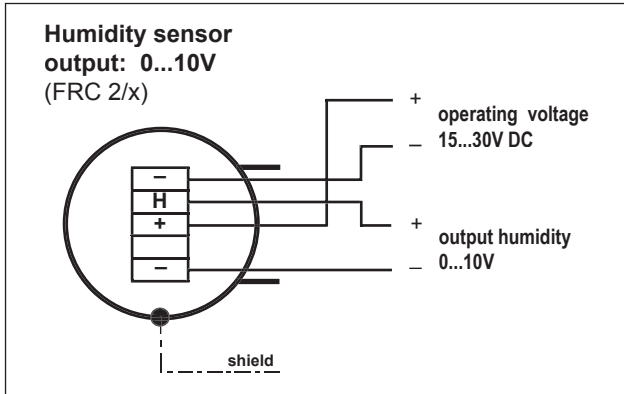 Humidity sensor
output: 0...10V
(FRC 2/x)
+
operating voltage
– 15...30V DC
–
H
+
+
output humidity
– 0...10V
–
shield